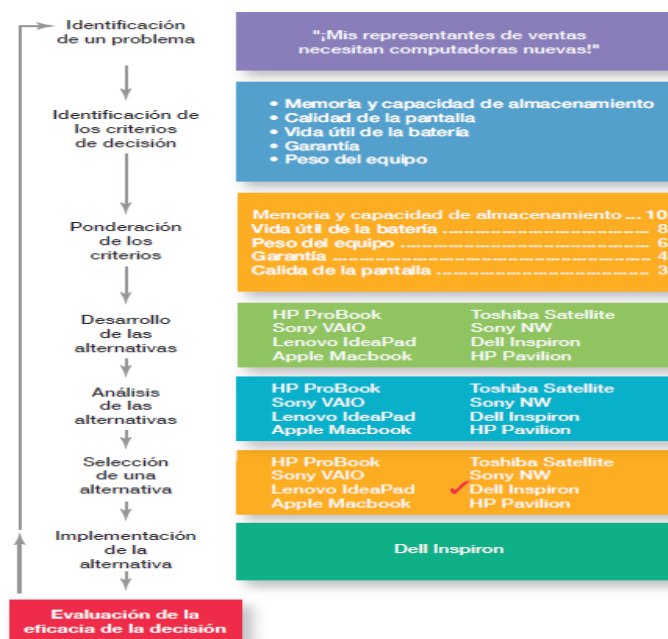 Identificación
de un problema
"¡Mis representantes de ventas
necesitan computadoras nuevas!"
Identificación de
los criterios
de decisión
• Memoria y capacidad de almacenamiento
• Calidad de la pantalla
• Vida útil de la batería
• Garantía
• Peso del equipo
Ponderación
de los
criterios
Memoria y capacidad de almacenamiento ... 10
Vida útil de la batería ........................................ 8
Peso del equipo ................................................ 6
Garantía ............................................................ 4
Calida de la pantalla ......................................... 3
Desarrollo
de las
alternativas
HP ProBook Toshiba Satellite
Sony VAIO Sony NW
Lenovo IdeaPad Dell Inspiron
Apple Macbook HP Pavilion
Análisis
de las
alternativas
HP ProBook Toshiba Satellite
Sony VAIO Sony NW
Lenovo IdeaPad Dell Inspiron
Apple Macbook HP Pavilion
Selección
de una
alternativa
HP ProBook Toshiba Satellite
Sony VAIO Sony NW
Lenovo IdeaPad ✓ Dell Inspiron
Apple Macbook HP Pavilion
Implementación
de la
alternativa
Dell Inspiron
Evaluación de la
eficacia de la decisión